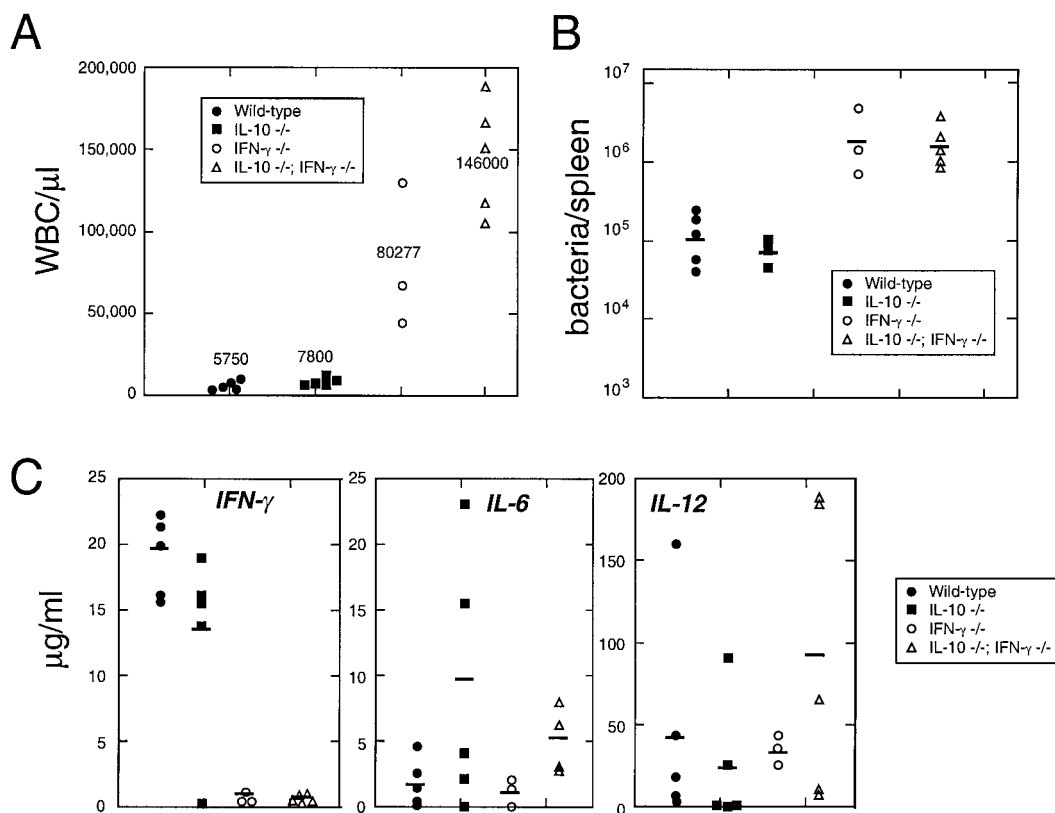 A
WBC/µl
200,000
150,000
100,000
50,000
0
Wild-type
IL-10 -/-
IFN-γ -/-
IL-10 -/-; IFN-γ -/-
5750
7800
80277
146000
B
bacteria/spleen
10⁷
10⁶
10⁵
10⁴
10³
Wild-type
IL-10 -/-
IFN-γ -/-
IL-10 -/-; IFN-γ -/-
C
µg/ml
IFN-γ
25
20
15
10
5
0
IL-6
25
20
15
10
5
0
IL-12
200
150
100
50
0
Wild-type
IL-10 -/-
IFN-γ -/-
IL-10 -/-; IFN-γ -/-